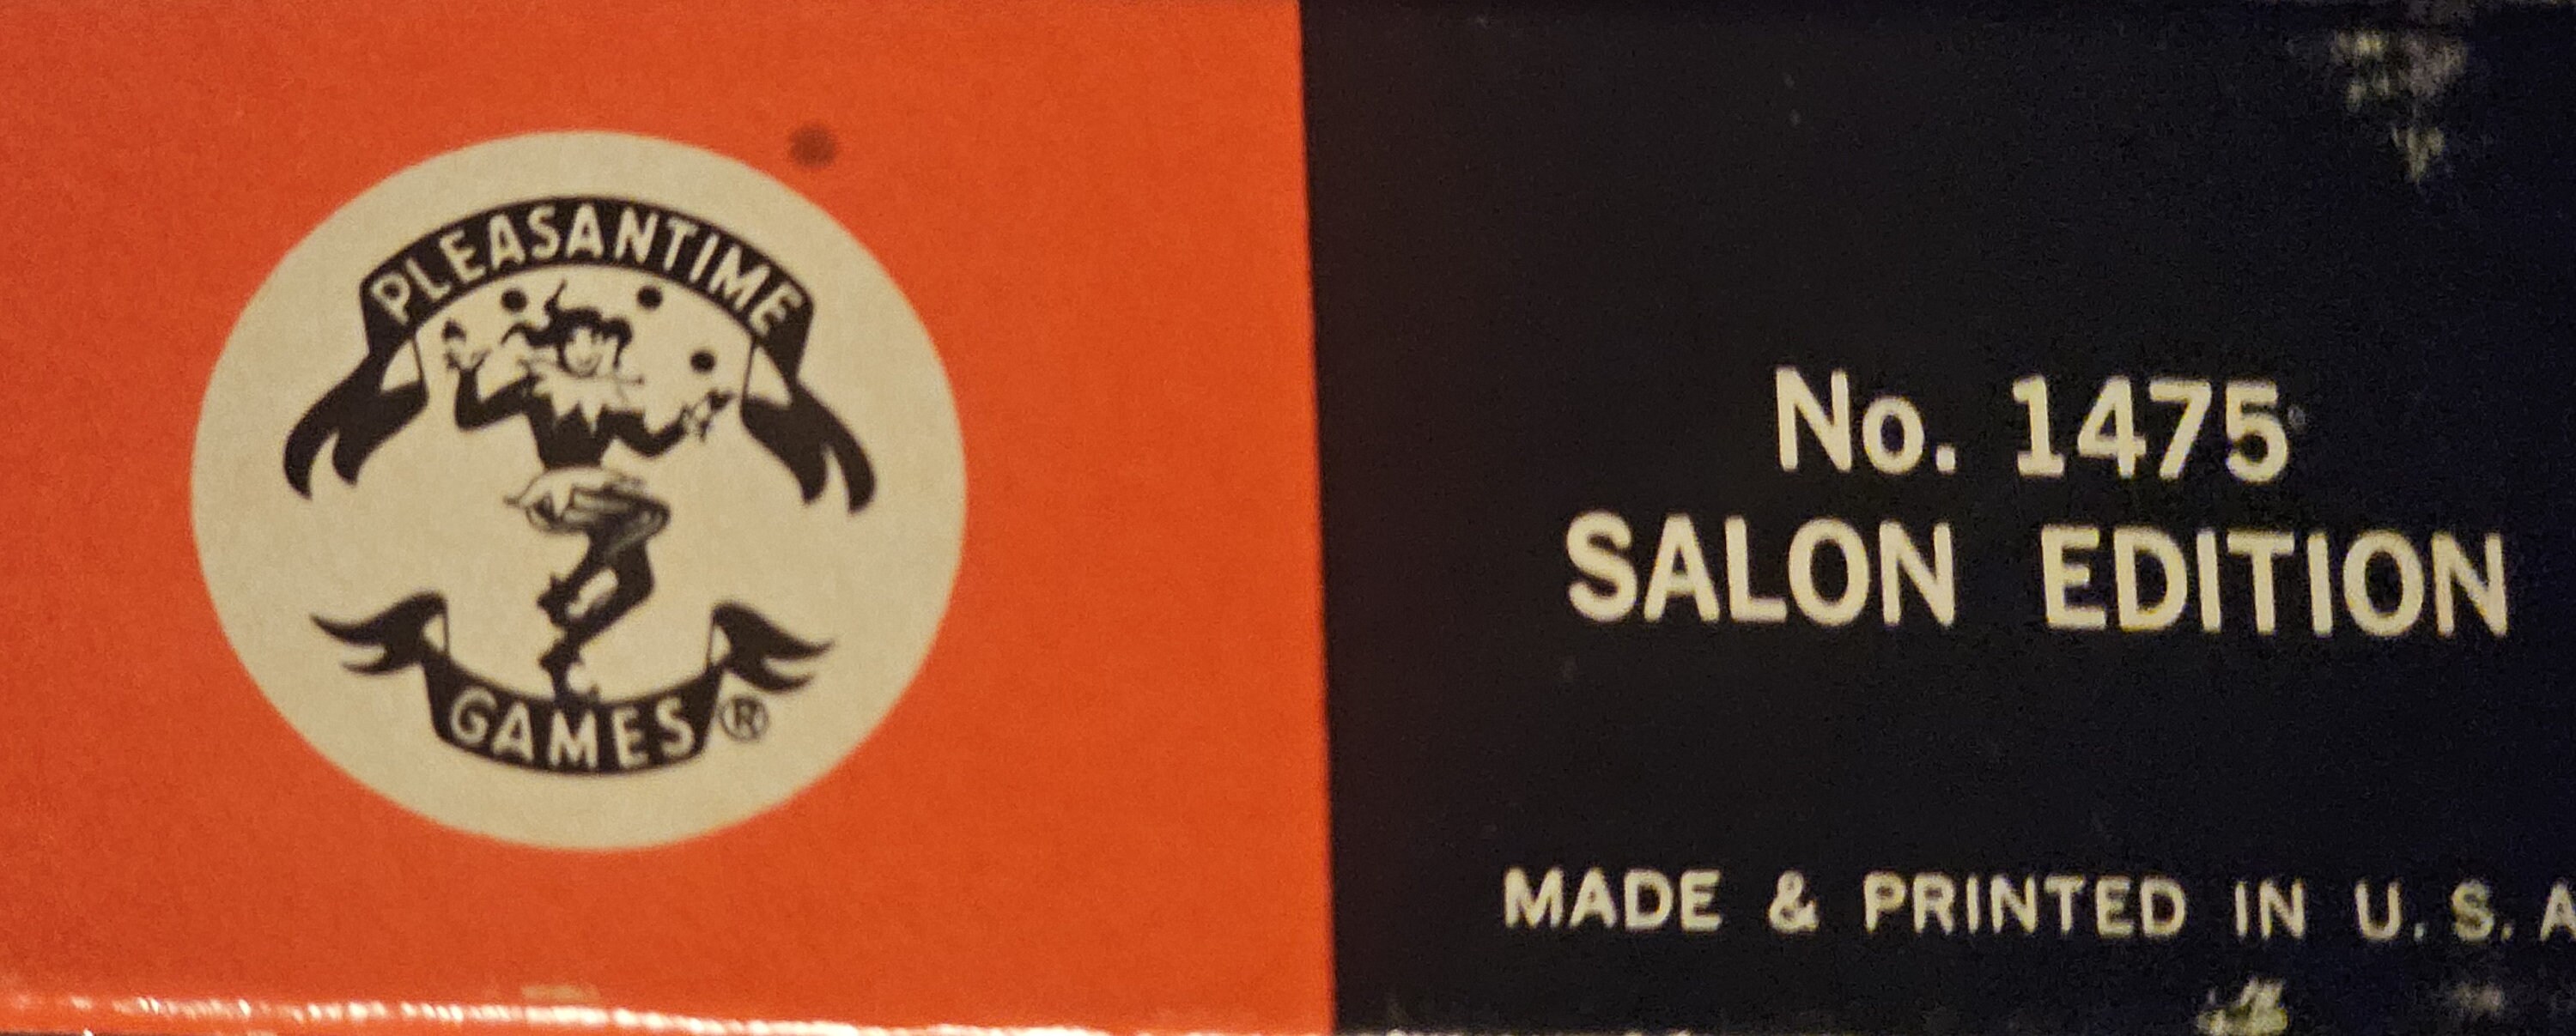 PLEASANTIME
GAMES ®
No. 1475
SALON EDITION
MADE & PRINTED IN U. S. A